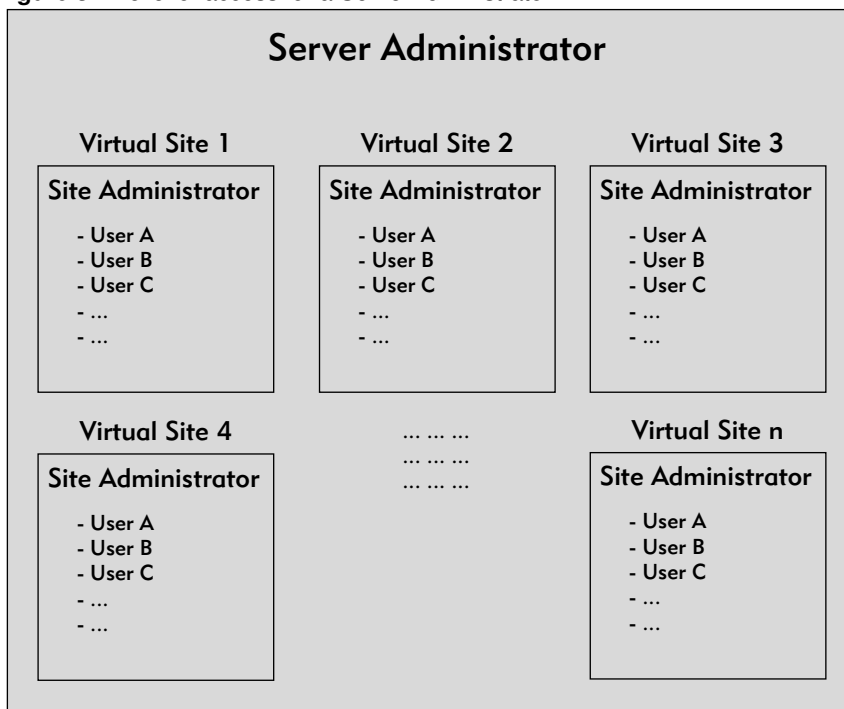 Server Administrator
Virtual Site 1
Site Administrator
- User A
- User B
- User C
- ...
- ...
Virtual Site 2
Site Administrator
- User A
- User B
- User C
- ...
- ...
Virtual Site 3
Site Administrator
- User A
- User B
- User C
- ...
- ...
Virtual Site 4
Site Administrator
- User A
- User B
- User C
- ...
- ...
... ... ...
... ... ...
... ... ...
Virtual Site n
Site Administrator
- User A
- User B
- User C
- ...
- ...